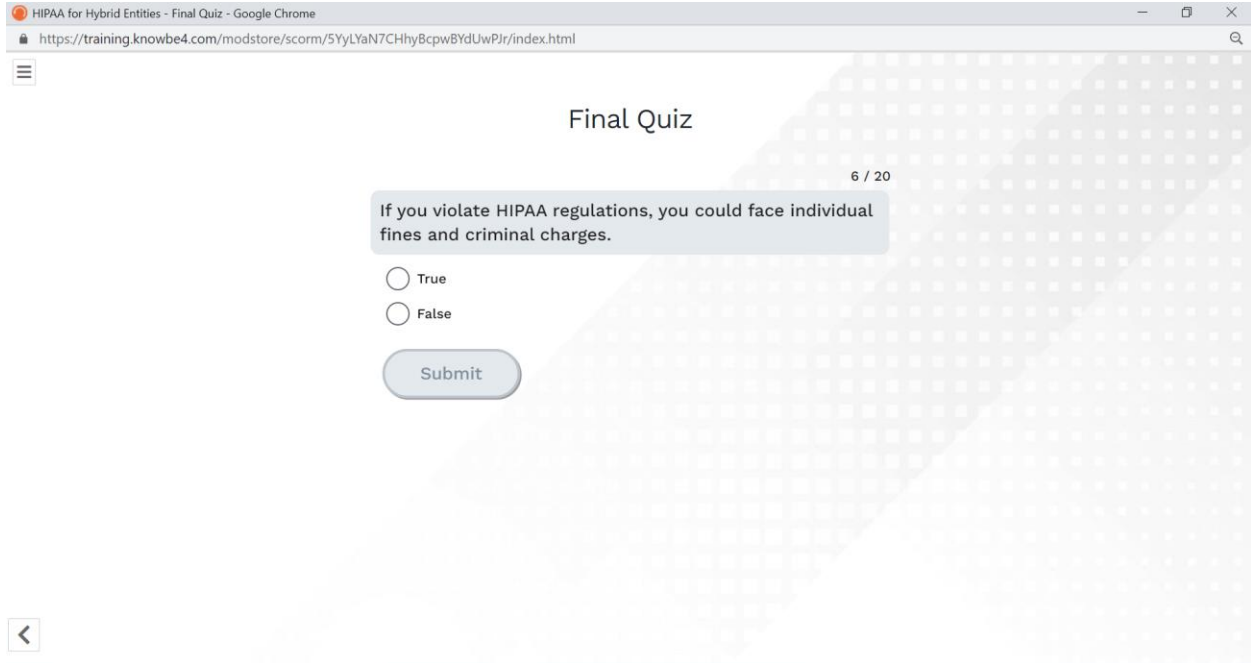 HIPAA for Hybrid Entities - Final Quiz - Google Chrome
https://training.knowbe4.com/modstore/scorm/5YyLYaN7CHhyBcpwBYdUwPJr/index.html
Final Quiz
6 / 20
If you violate HIPAA regulations, you could face individual
fines and criminal charges.
True
False
Submit